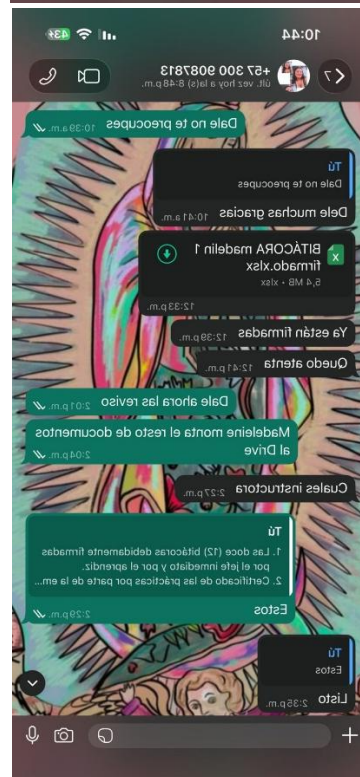 10:44
43+
7
+57 300 9087813
últ. vez hoy a la(s) 8:48 p.m.
Dale no te preocupes 10:39 a.m.
Tú
Dale no te preocupes
Dele muchas gracias 10:41 a.m.
BITÁCORA madelin 1
firmado.xlsx
5,4 MB • xlsx
12:33 p.m.
Ya están firmadas 12:39 p.m.
Quedo atenta 12:41 p.m.
Dale ahora las reviso 2:01 p.m.
Madeleine monta el resto de documentos
al Drive 2:04 p.m.
Cuales instructora 2:27 p.m.
Tú
1. Las doce (12) bitácoras debidamente firmadas
por el jefe inmediato y por el aprendiz.
2. Certificado de las prácticas por parte de la em...
Estos 2:29 p.m.
Tú
Estos
Listo 2:35 p.m.